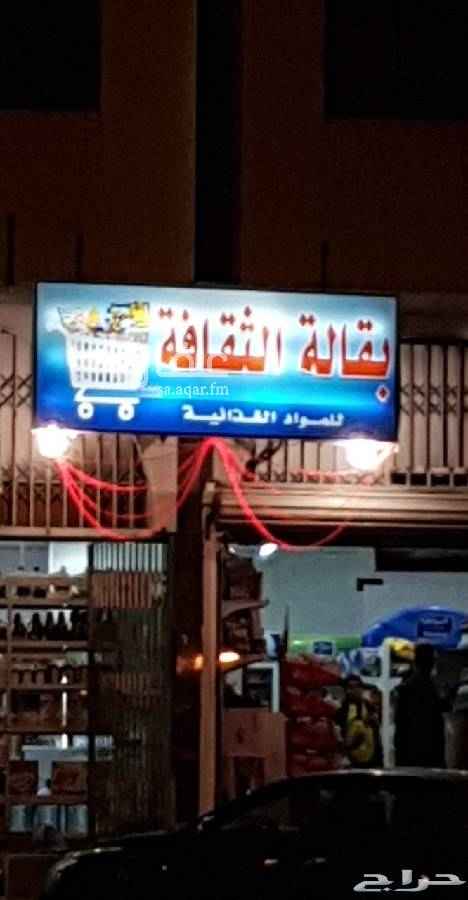 بقالة الثقافة
sa.aqar.fm
للمواد الغذائية
حراج